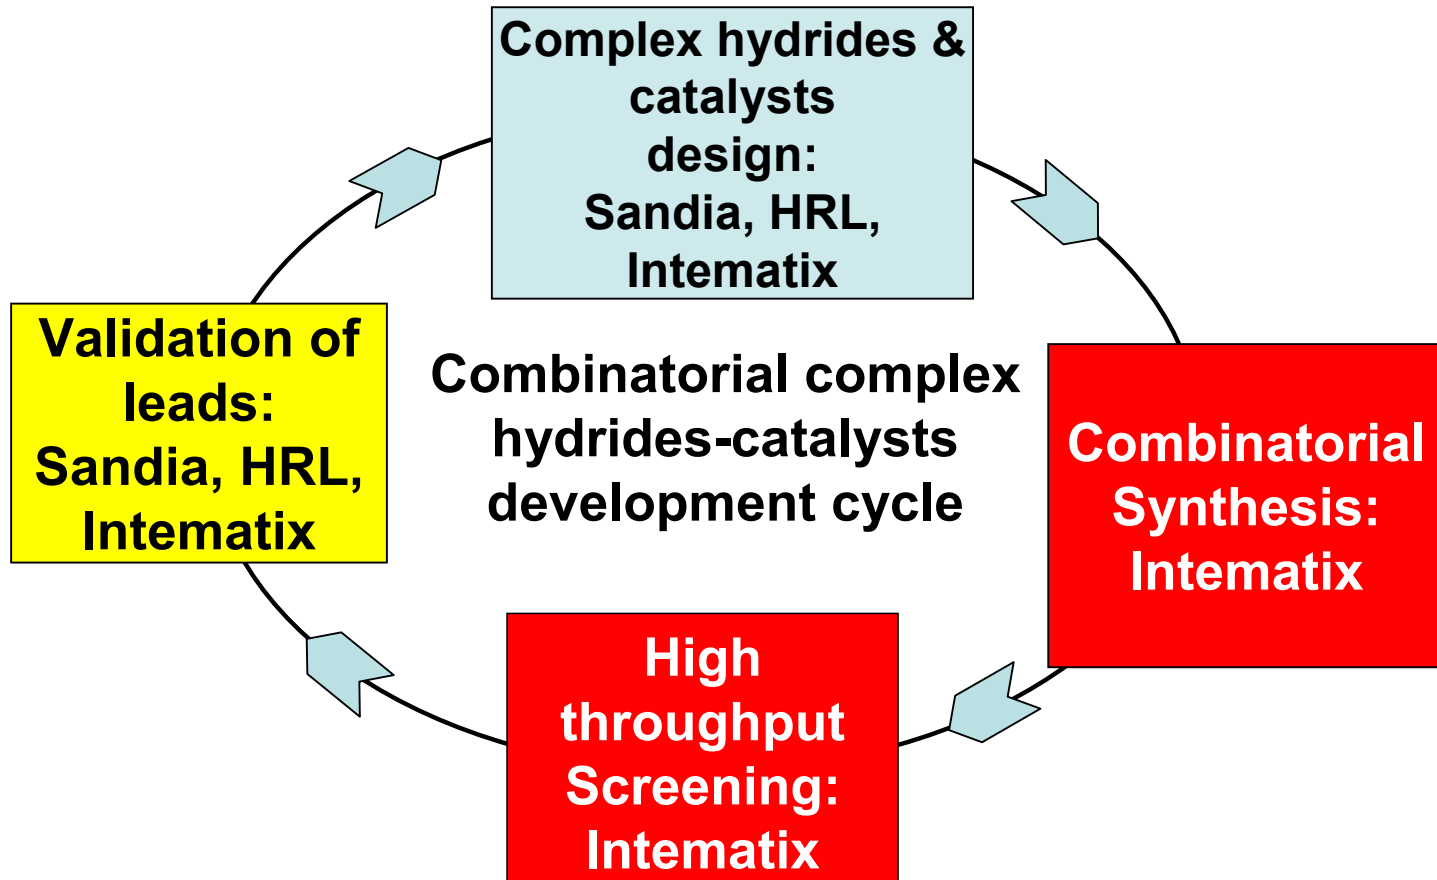 Complex hydrides &
catalysts
design:
Sandia, HRL,
Intematix
Validation of
leads:
Sandia, HRL,
Intematix
Combinatorial complex
hydrides-catalysts
development cycle
Combinatorial
Synthesis:
Intematix
High
throughput
Screening:
Intematix